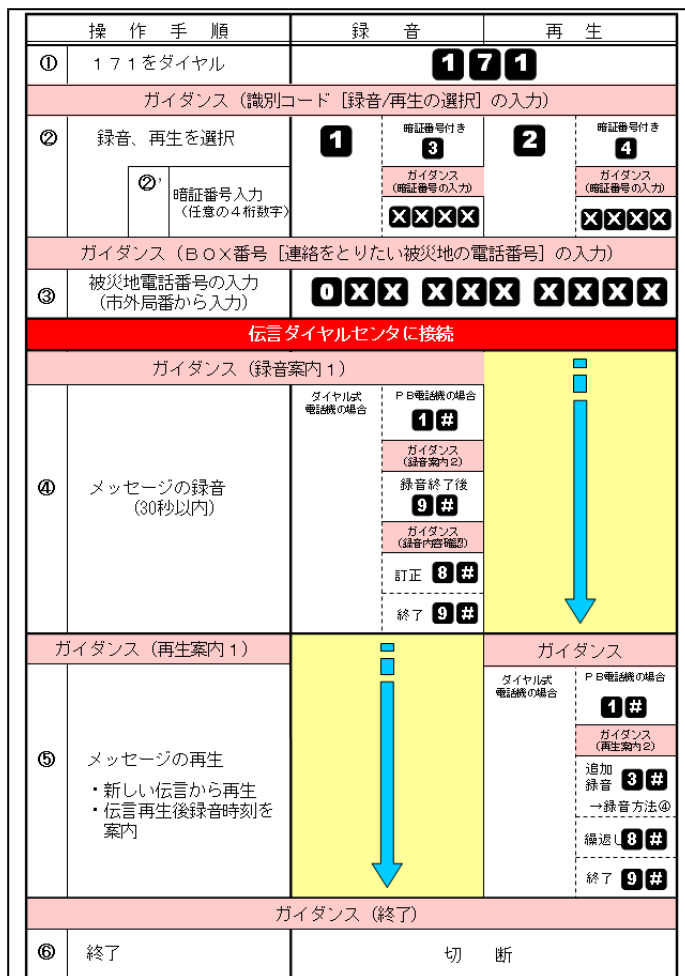 操作手順 録音 再生
① 171をダイヤル 171
ガイダンス(識別コード[録音/再生の選択]の入力)
② 録音、再生を選択 1 暗証番号付き 3 2 暗証番号付き 4
②' 暗証番号入力
(任意の4桁数字)
ガイダンス
(暗証番号の入力)
XXXX
ガイダンス
(暗証番号の入力)
XXXX
ガイダンス(BOX番号[連絡をとりたい被災地の電話番号]の入力)
③ 被災地電話番号の入力
(市外局番から入力)
0XX XXX XXXX
伝言ダイヤルセンタに接続
ガイダンス(録音案内1)
④ メッセージの録音
(30秒以内)
ダイヤル式
電話機の場合
PB電話機の場合
1#
ガイダンス
(録音案内2)
録音終了後
9#
ガイダンス
(録音内容確認)
訂正 8#
終了 9#
ガイダンス(再生案内1) ガイダンス
⑤ メッセージの再生
・新しい伝言から再生
・伝言再生後録音時刻を
案内
ダイヤル式
電話機の場合
PB電話機の場合
1#
ガイダンス
(再生案内2)
追加
録音 3#
→録音方法④
繰返し 8#
終了 9#
ガイダンス(終了)
⑥ 終了 切断